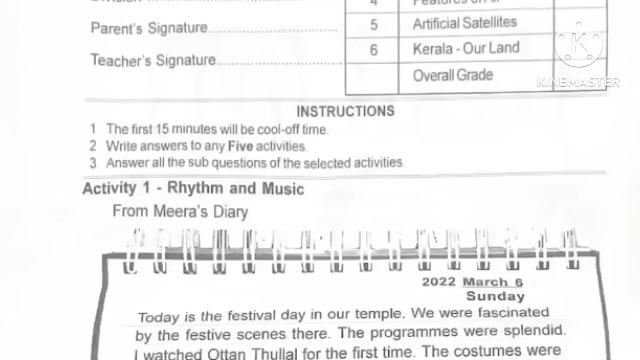 4
Parent's Signature
5 Artificial Satellites
Teacher's Signature
6 Kerala - Our Land
Overall Grade
KINEMASTER
INSTRUCTIONS
1 The first 15 minutes will be cool-off time.
2 Write answers to any Five activities.
3 Answer all the sub questions of the selected activities
Activity 1 - Rhythm and Music
From Meera's Diary
2022 March 6
Sunday
Today is the festival day in our temple. We were fascinated
by the festive scenes there. The programmes were splendid.
I watched Ottan Thullal for the first time. The costumes were